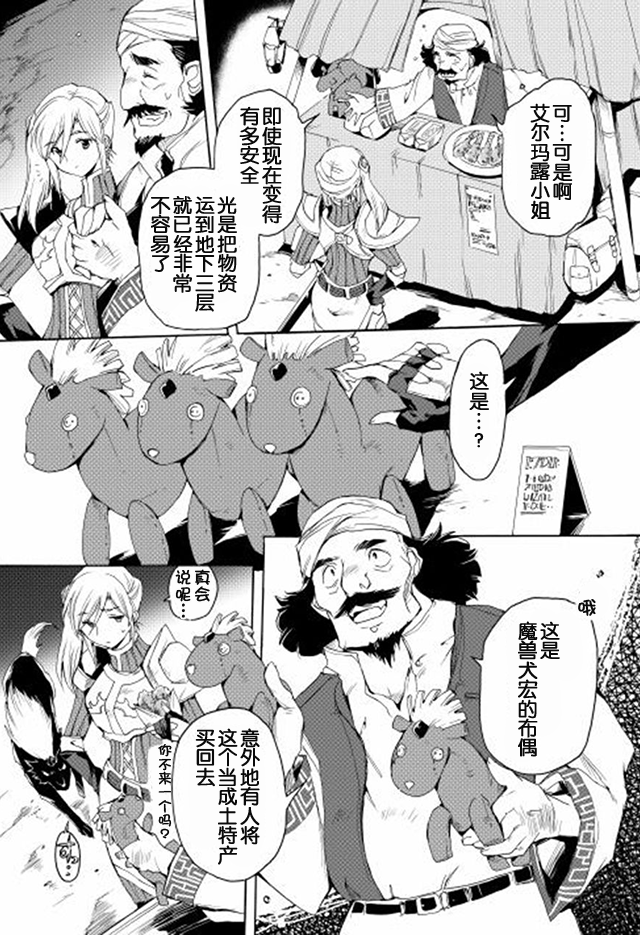 可…可是啊
艾尔玛露小姐
即使现在变得
有多安全
光是把物资
运到地下三层
就已经非常
不容易了
这是…?
哦
这是
魔兽犬宏的布偶
意外地有人将
这个当成土特产
买回去
你不来一个吗?
真会
说呢…